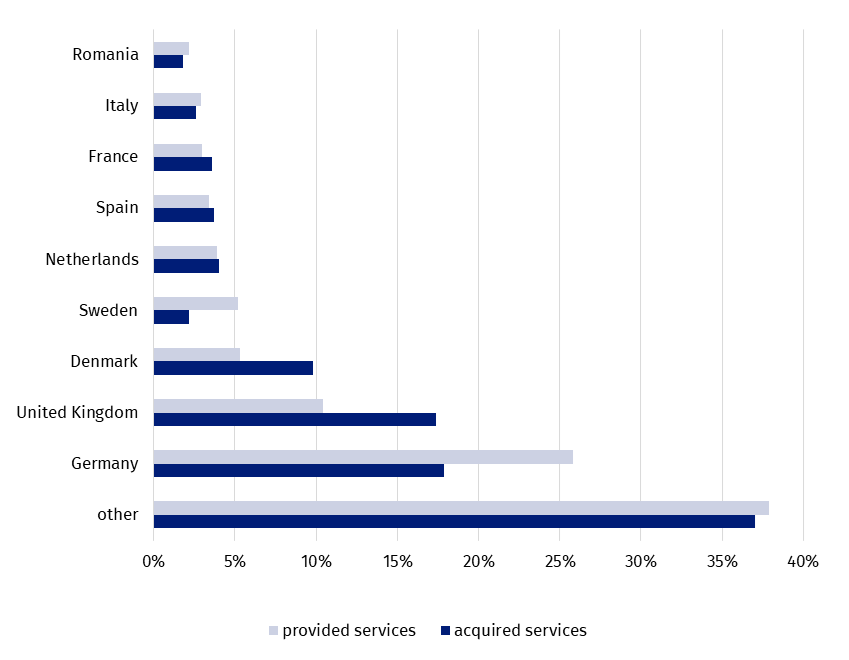 Romania
Italy
France
Spain
Netherlands
Sweden
Denmark
United Kingdom
Germany
other
0% 5% 10% 15% 20% 25% 30% 35% 40%
provided services acquired services